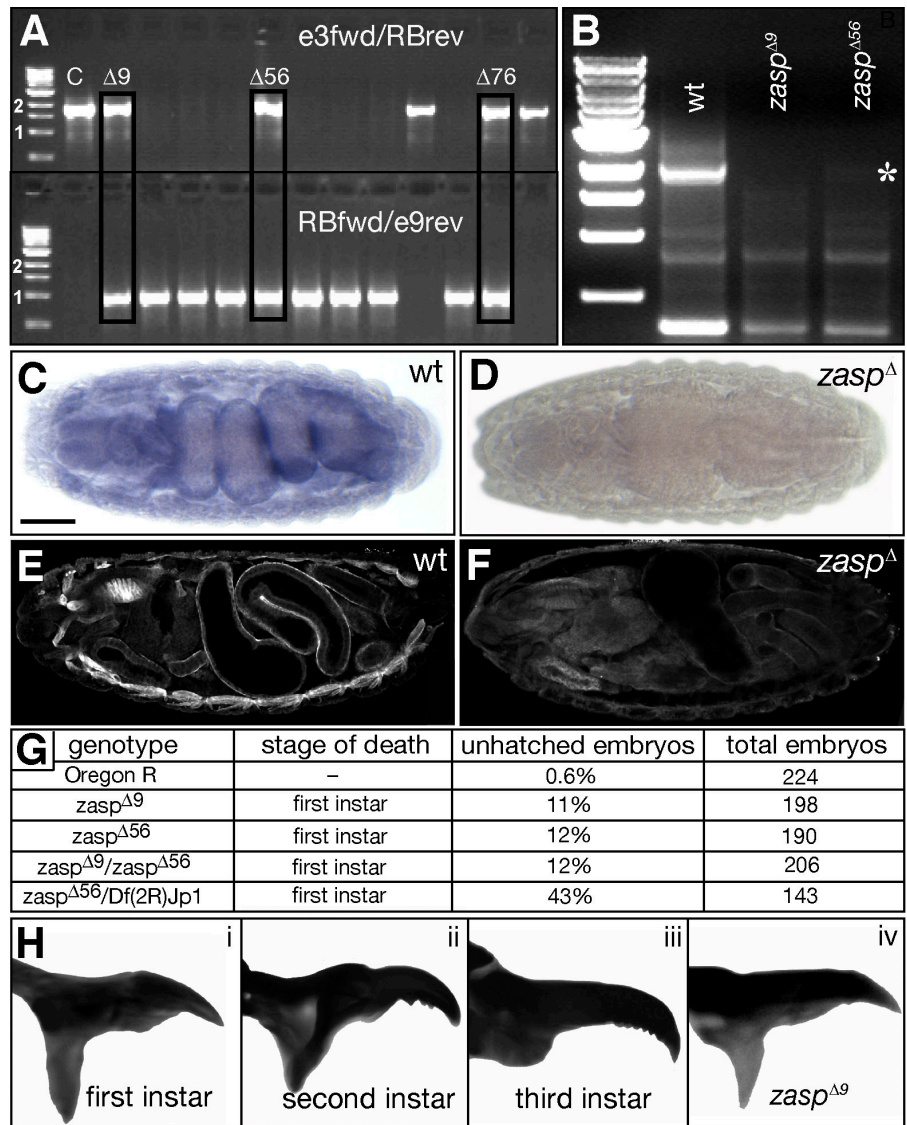 A
e3fwd/RBrev
C Δ9 Δ56 Δ76
2
1
RBfwd/e9rev
2
1
B
B
wt
zasp^Δ9
zasp^Δ56
*
C
wt
D
zasp^Δ
E
wt
F
zasp^Δ
G
genotype stage of death unhatched embryos total embryos
Oregon R – 0.6% 224
zasp^Δ9 first instar 11% 198
zasp^Δ56 first instar 12% 190
zasp^Δ9/zasp^Δ56 first instar 12% 206
zasp^Δ56/Df(2R)Jp1 first instar 43% 143
H
i
first instar
ii
second instar
iii
third instar
iv
zasp^Δ9